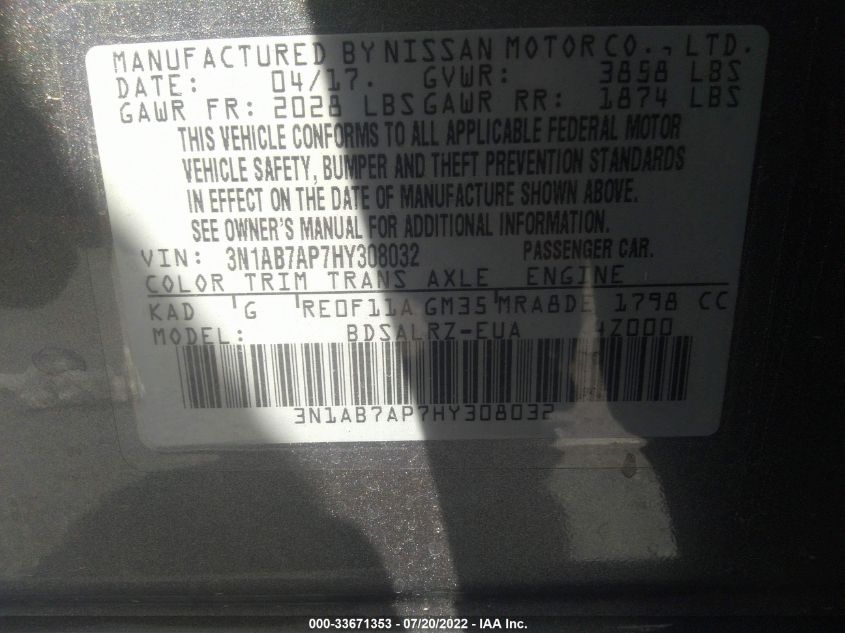 MANUFACTURED BY NISSAN MOTOR CO., LTD.
DATE: 04/17. GVWR: 3858 LBS
GAWR FR: 2028 LBS GAWR RR: 1874 LBS
THIS VEHICLE CONFORMS TO ALL APPLICABLE FEDERAL MOTOR
VEHICLE SAFETY, BUMPER AND THEFT PREVENTION STANDARDS
IN EFFECT ON THE DATE OF MANUFACTURE SHOWN ABOVE.
SEE OWNER'S MANUAL FOR ADDITIONAL INFORMATION.
VIN: 3N1AB7AP7HY308032 PASSENGER CAR.
COLOR TRIM TRANS AXLE ENGINE
KAD G RE0F11A GM35 MRA8DE 1798 CC
MODEL: BDSALRZ-EUA 4Z000
3N1AB7AP7HY308032
000-33671353 - 07/20/2022 - IAA Inc.